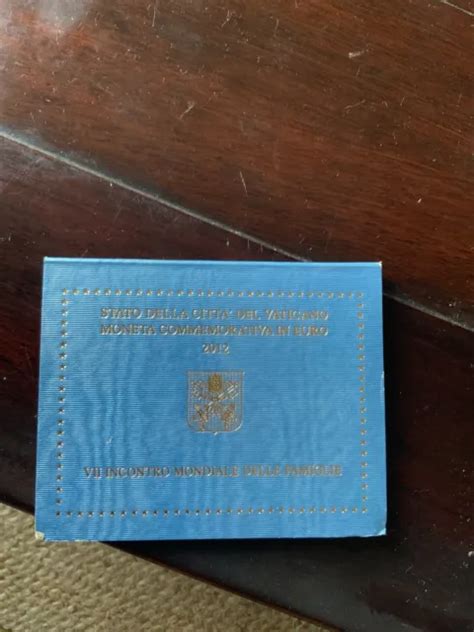 STATO DELLA CITTA' DEL VATICANO
MONETA COMMEMORATIVA IN EURO
2012
VII INCONTRO MONDIALE DELLE FAMIGLIE